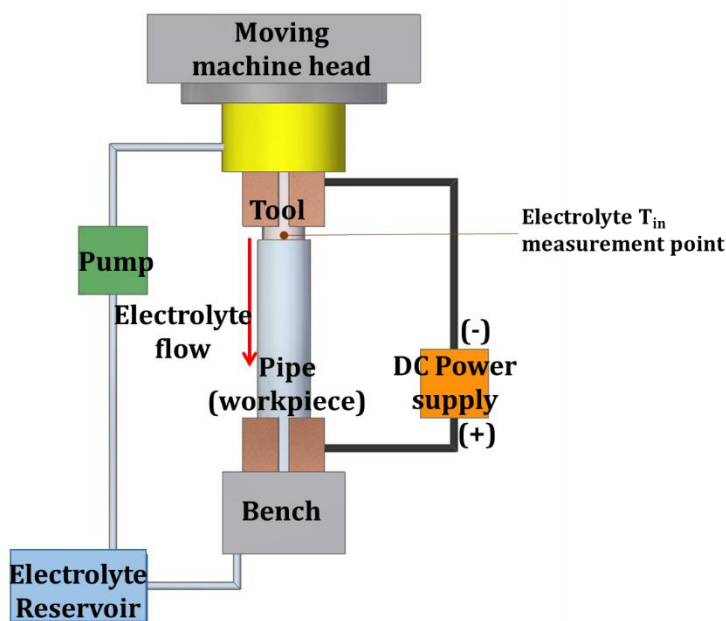 Moving
machine head
Tool
Electrolyte Tin
measurement point
Pump
Electrolyte
flow
(-)
Pipe
(workpiece)
DC Power
supply
(+)
Bench
Electrolyte
Reservoir